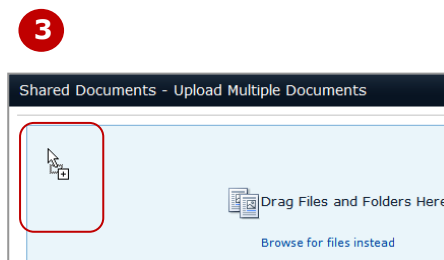 3
Shared Documents - Upload Multiple Documents
Drag Files and Folders Here
Browse for files instead